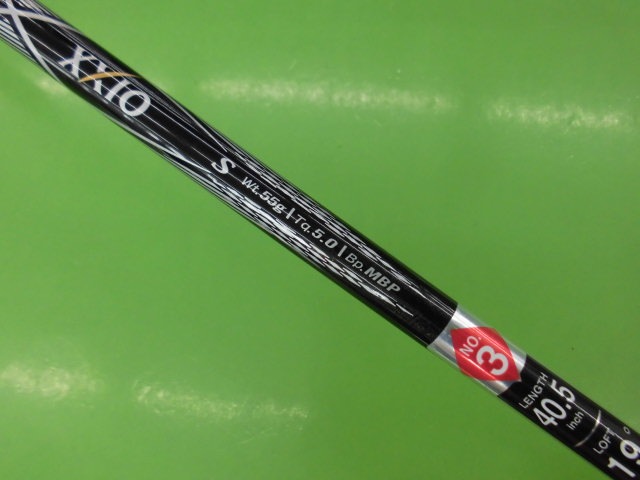 XXIO
S Wt.55g | Tq.5.0 | Bp.MBP
NO.
3
LENGTH
40.5
inch
LOFT
19